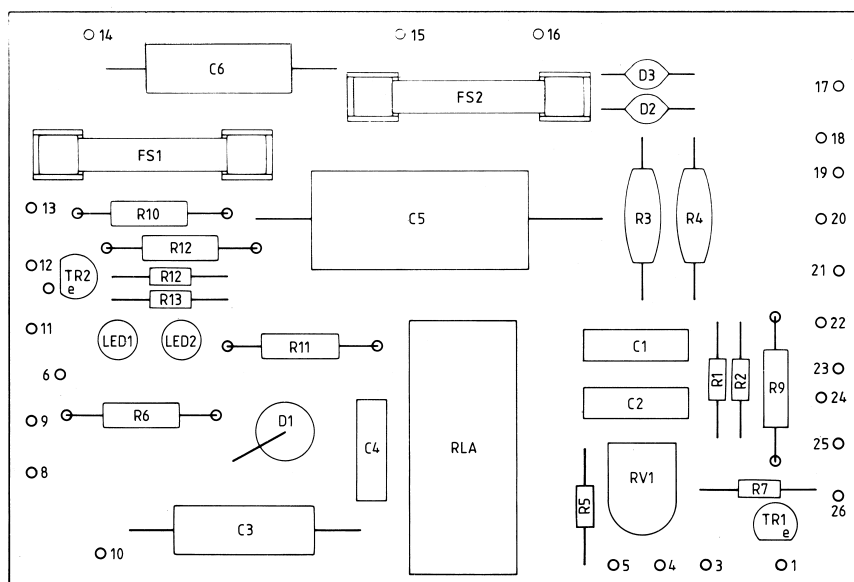 14
15
16
C6
D3
FS2
17
D2
18
FS1
19
13
R10
C5
R3
R4
20
R12
12
TR2
e
R12
21
R13
11
LED1
LED2
22
R11
C1
6
23
R1
R2
R9
24
9
R6
D1
C2
C4
RLA
25
8
RV1
R7
R5
26
TR1
e
C3
10
5
4
3
1